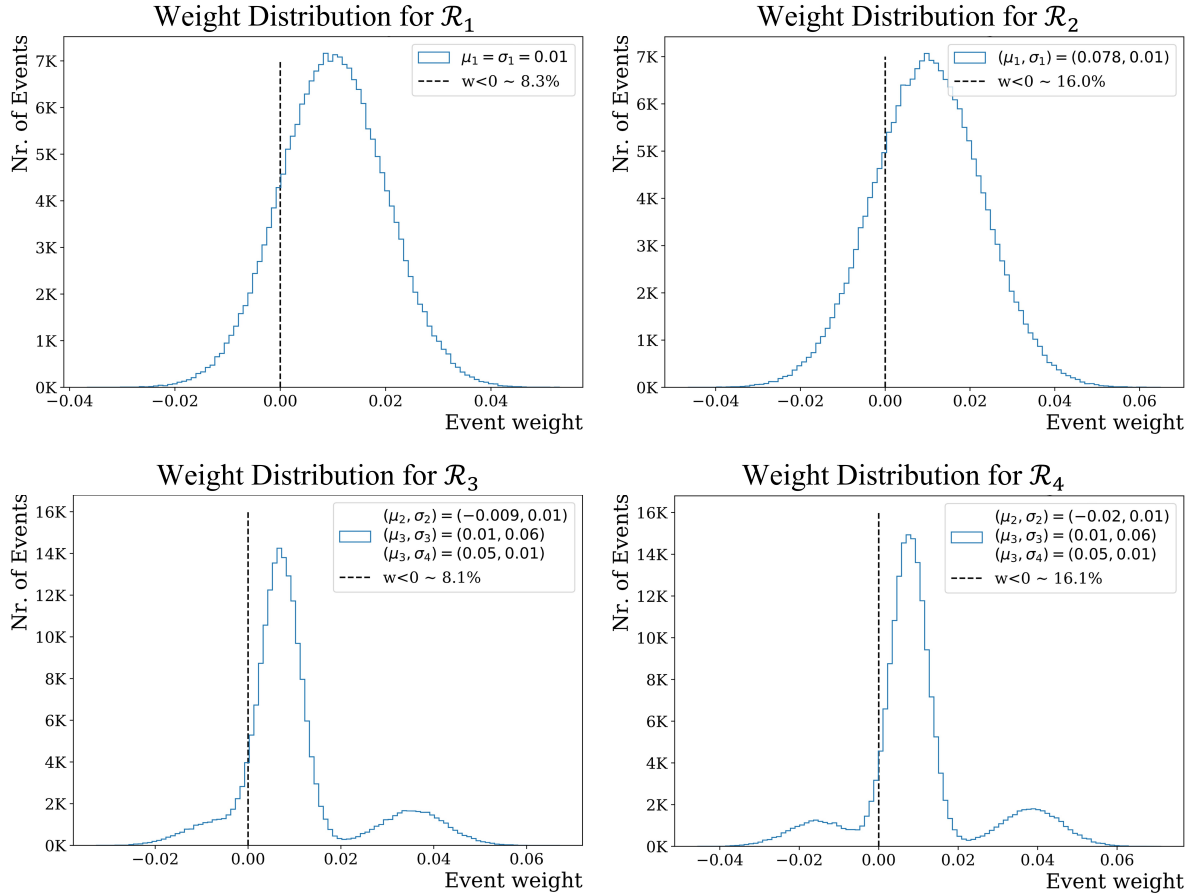 Weight Distribution for ℛ₁
Nr. of Events
7K
6K
5K
4K
3K
2K
1K
0K
μ₁ = σ₁ = 0.01
w<0 ~ 8.3%
−0.04 −0.02 0.00 0.02 0.04
Event weight
Weight Distribution for ℛ₂
Nr. of Events
7K
6K
5K
4K
3K
2K
1K
0K
(μ₁, σ₁) = (0.078, 0.01)
w<0 ~ 16.0%
−0.04 −0.02 0.00 0.02 0.04 0.06
Event weight
Weight Distribution for ℛ₃
Nr. of Events
16K
14K
12K
10K
8K
6K
4K
2K
0K
(μ₂, σ₂) = (−0.009, 0.01)
(μ₃, σ₃) = (0.01, 0.06)
(μ₃, σ₄) = (0.05, 0.01)
w<0 ~ 8.1%
−0.02 0.00 0.02 0.04 0.06
Event weight
Weight Distribution for ℛ₄
Nr. of Events
16K
14K
12K
10K
8K
6K
4K
2K
0K
(μ₂, σ₂) = (−0.02, 0.01)
(μ₃, σ₃) = (0.01, 0.06)
(μ₃, σ₄) = (0.05, 0.01)
w<0 ~ 16.1%
−0.04 −0.02 0.00 0.02 0.04 0.06
Event weight